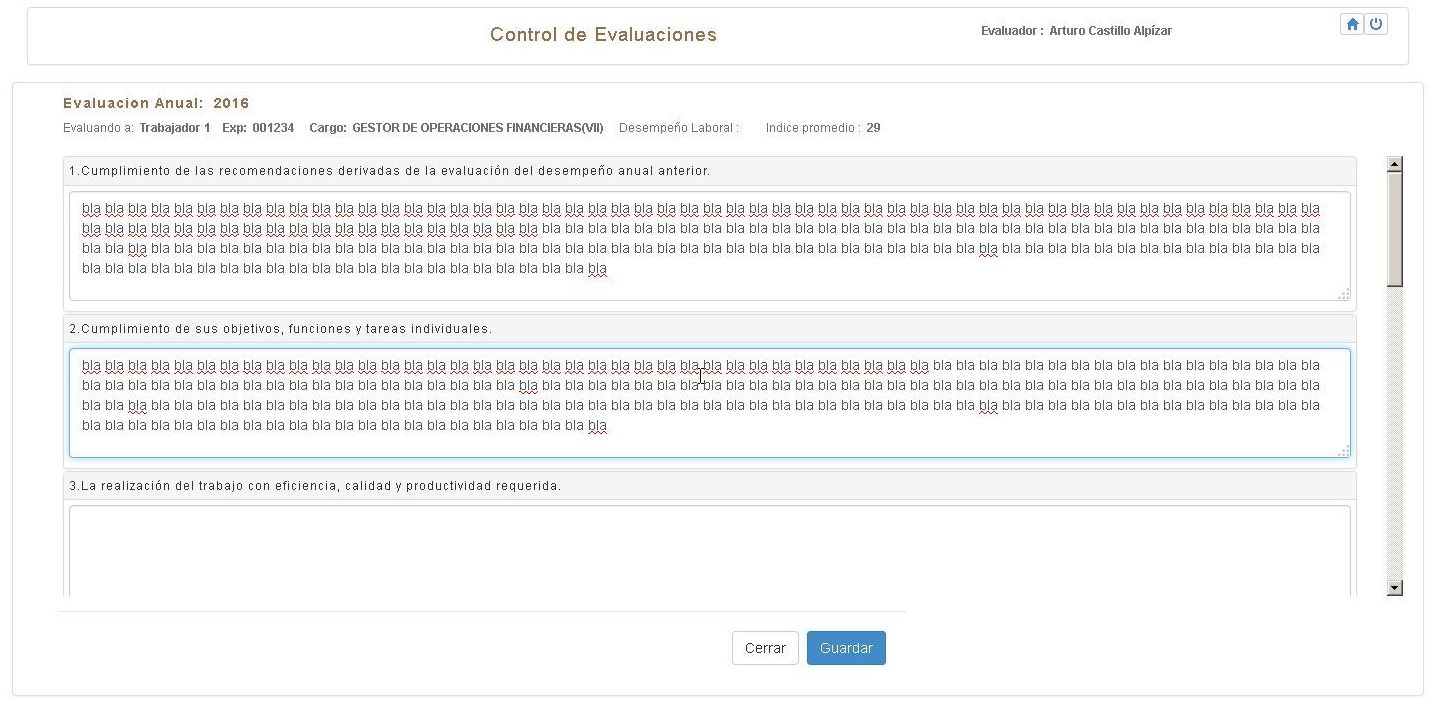 Control de Evaluaciones
Evaluador : Arturo Castillo Alpízar
Evaluacion Anual: 2016
Evaluando a: Trabajador 1 Exp: 001234 Cargo: GESTOR DE OPERACIONES FINANCIERAS(VII) Desempeño Laboral : Indice promedio : 29
1.Cumplimiento de las recomendaciones derivadas de la evaluación del desempeño anual anterior.
bla bla bla bla bla bla bla bla bla bla bla bla bla bla bla bla bla bla bla bla bla bla bla bla bla bla bla bla bla bla bla bla bla bla bla bla bla bla bla bla bla bla bla bla bla bla bla bla bla bla bla bla bla bla
bla bla bla bla bla bla bla bla bla bla bla bla bla bla bla bla bla bla bla bla bla bla bla bla bla bla bla bla bla bla bla bla bla bla bla bla bla bla bla bla bla bla bla bla bla bla bla bla bla bla bla bla bla bla
bla bla bla bla bla bla bla bla bla bla bla bla bla bla bla bla bla bla bla bla bla bla bla bla bla bla bla bla bla bla bla bla bla bla bla bla bla bla bla bla bla bla bla bla bla bla bla bla bla bla bla bla bla bla
bla bla bla bla bla bla bla bla bla bla bla bla bla bla bla bla bla bla bla bla bla bla bla
2.Cumplimiento de sus objetivos, funciones y tareas individuales.
bla bla bla bla bla bla bla bla bla bla bla bla bla bla bla bla bla bla bla bla bla bla bla bla bla bla bla bla bla bla bla bla bla bla bla bla bla bla bla bla bla bla bla bla bla bla bla bla bla bla bla bla bla bla
bla bla bla bla bla bla bla bla bla bla bla bla bla bla bla bla bla bla bla bla bla bla bla bla bla bla bla bla bla bla bla bla bla bla bla bla bla bla bla bla bla bla bla bla bla bla bla bla bla bla bla bla bla bla
bla bla bla bla bla bla bla bla bla bla bla bla bla bla bla bla bla bla bla bla bla bla bla bla bla bla bla bla bla bla bla bla bla bla bla bla bla bla bla bla bla bla bla bla bla bla bla bla bla bla bla bla bla bla
bla bla bla bla bla bla bla bla bla bla bla bla bla bla bla bla bla bla bla bla bla bla bla
3.La realización del trabajo con eficiencia, calidad y productividad requerida.
Cerrar Guardar